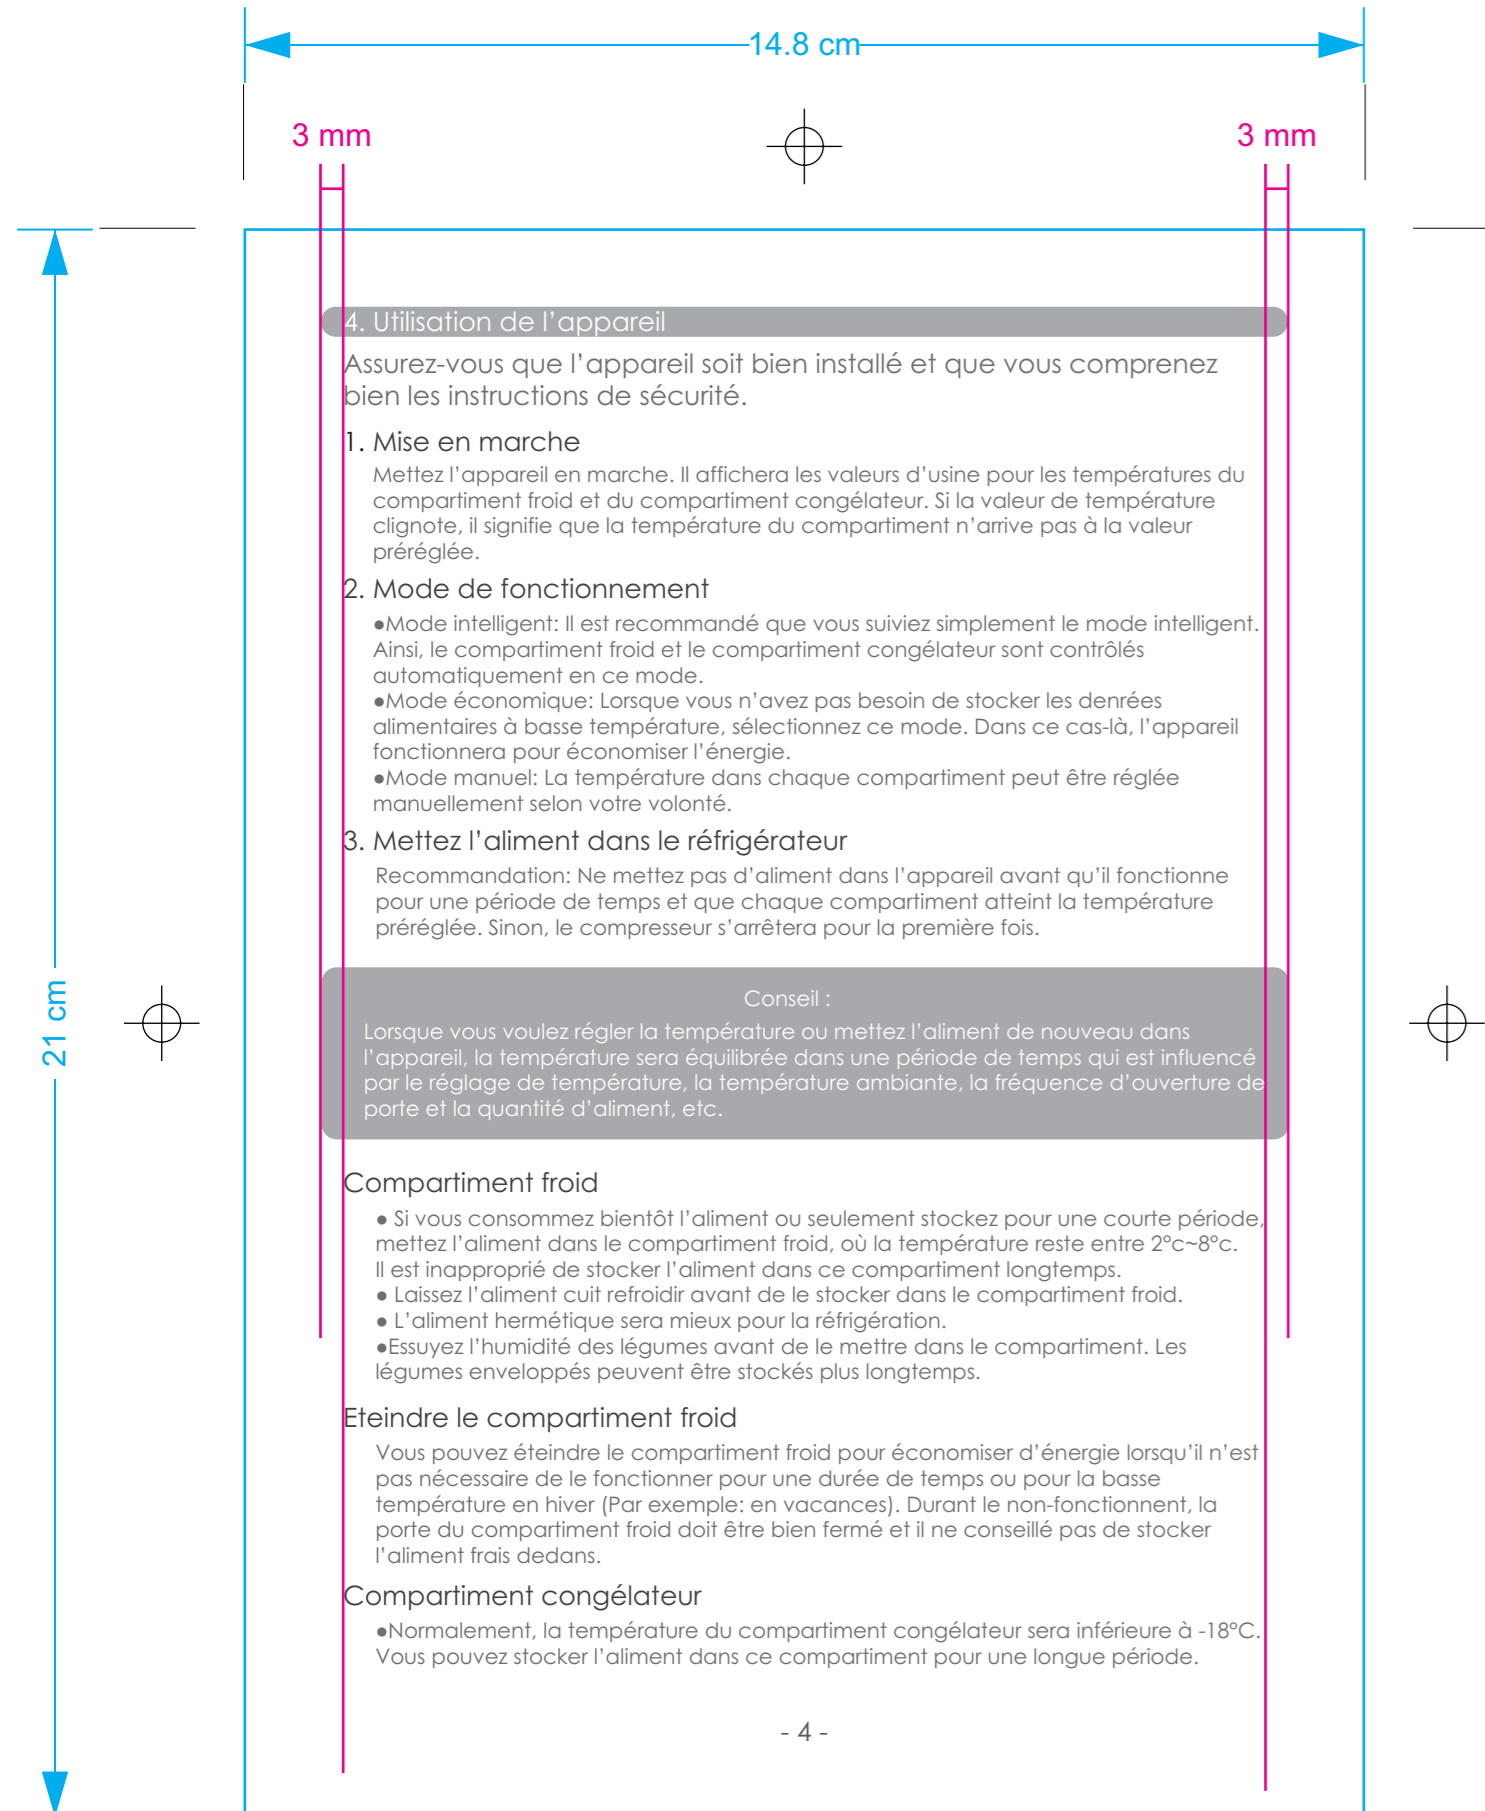 14.8 cm
3 mm
3 mm
4. Utilisation de l’appareil
Assurez-vous que l’appareil soit bien installé et que vous comprenez
bien les instructions de sécurité.
1. Mise en marche
Mettez l’appareil en marche. Il affichera les valeurs d’usine pour les températures du
compartiment froid et du compartiment congélateur. Si la valeur de température
clignote, il signifie que la température du compartiment n’arrive pas à la valeur
préréglée.
2. Mode de fonctionnement
●Mode intelligent: Il est recommandé que vous suiviez simplement le mode intelligent.
Ainsi, le compartiment froid et le compartiment congélateur sont contrôlés
automatiquement en ce mode.
●Mode économique: Lorsque vous n’avez pas besoin de stocker les denrées
alimentaires à basse température, sélectionnez ce mode. Dans ce cas-là, l’appareil
fonctionnera pour économiser l’énergie.
●Mode manuel: La température dans chaque compartiment peut être réglée
manuellement selon votre volonté.
3. Mettez l’aliment dans le réfrigérateur
Recommandation: Ne mettez pas d’aliment dans l’appareil avant qu’il fonctionne
pour une période de temps et que chaque compartiment atteint la température
préréglée. Sinon, le compresseur s’arrêtera pour la première fois.
21 cm
Conseil :
Lorsque vous voulez régler la température ou mettez l’aliment de nouveau dans
l’appareil, la température sera équilibrée dans une période de temps qui est influencé
par le réglage de température, la température ambiante, la fréquence d’ouverture de
porte et la quantité d’aliment, etc.
Compartiment froid
● Si vous consommez bientôt l’aliment ou seulement stockez pour une courte période,
mettez l’aliment dans le compartiment froid, où la température reste entre 2°c~8°c.
Il est inapproprié de stocker l’aliment dans ce compartiment longtemps.
● Laissez l’aliment cuit refroidir avant de le stocker dans le compartiment froid.
● L’aliment hermétique sera mieux pour la réfrigération.
●Essuyez l’humidité des légumes avant de le mettre dans le compartiment. Les
légumes enveloppés peuvent être stockés plus longtemps.
Eteindre le compartiment froid
Vous pouvez éteindre le compartiment froid pour économiser d’énergie lorsqu’il n’est
pas nécessaire de le fonctionner pour une durée de temps ou pour la basse
température en hiver (Par exemple: en vacances). Durant le non-fonctionnent, la
porte du compartiment froid doit être bien fermé et il ne conseillé pas de stocker
l’aliment frais dedans.
Compartiment congélateur
●Normalement, la température du compartiment congélateur sera inférieure à -18°C.
Vous pouvez stocker l’aliment dans ce compartiment pour une longue période.
- 4 -